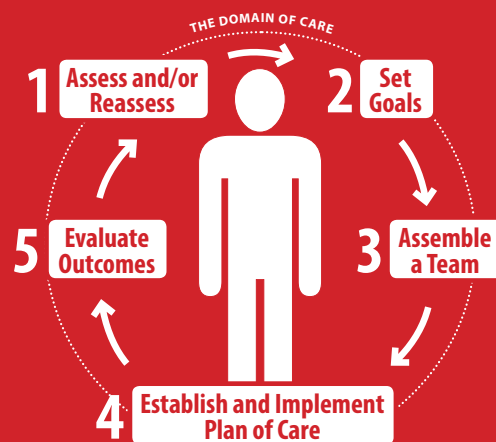 THE DOMAIN OF CARE
1 Assess and/or
Reassess
2 Set
Goals
3 Assemble
a Team
4 Establish and Implement
Plan of Care
5 Evaluate
Outcomes